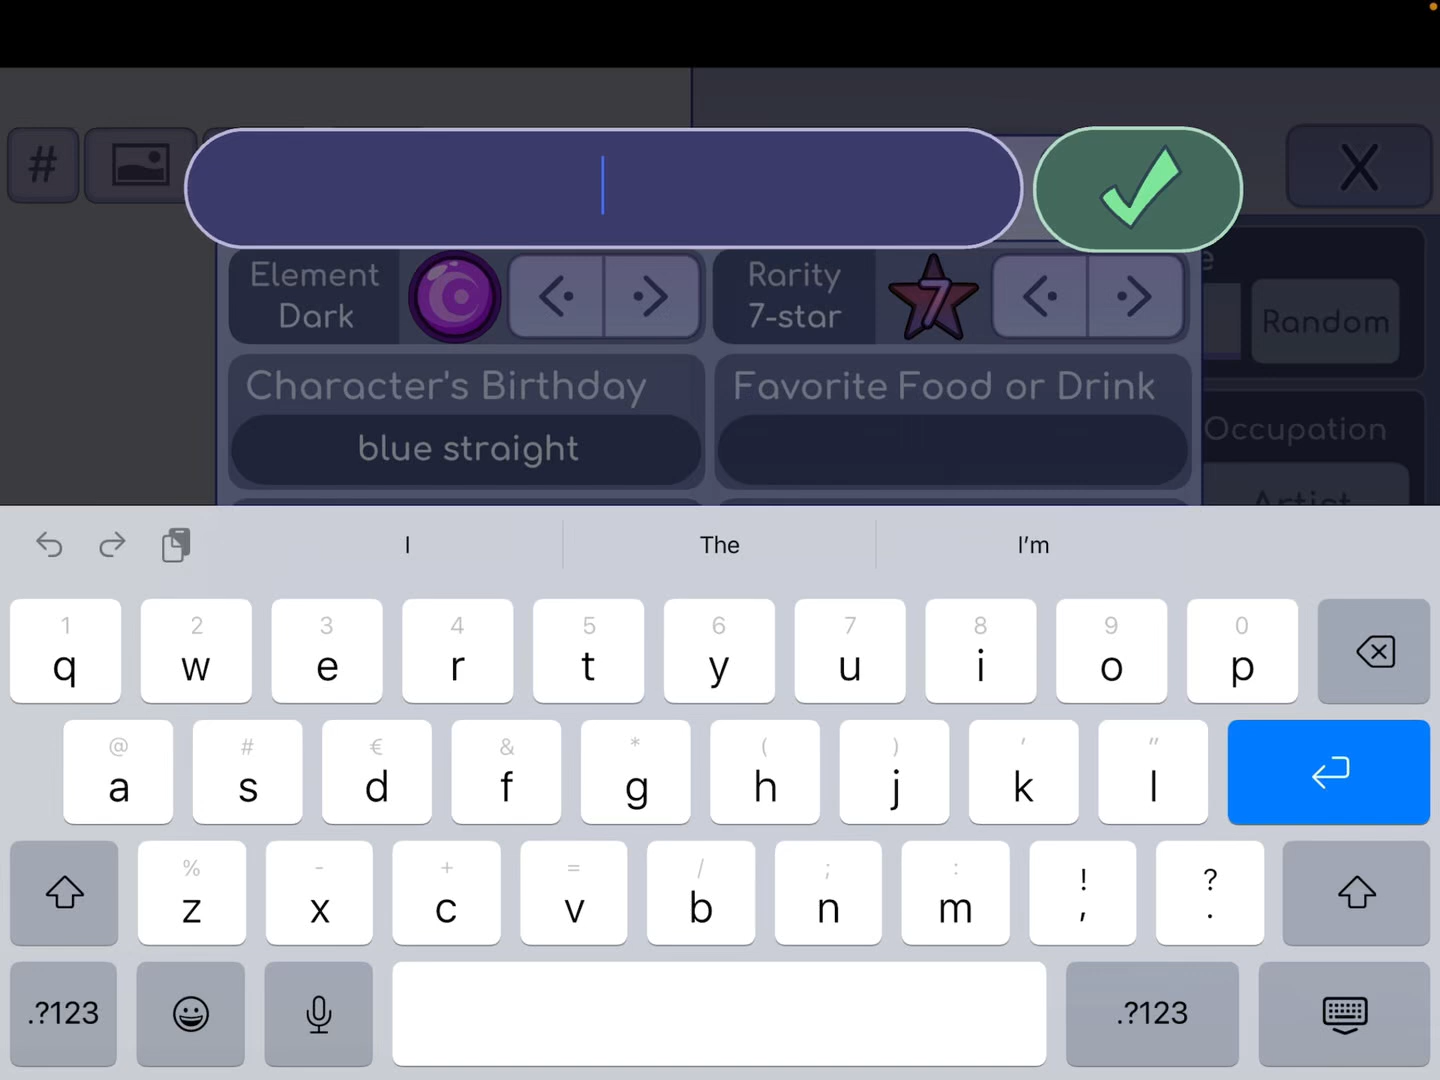 #
X
Element
Dark
Rarity
7-star
7
Random
Character's Birthday
Favorite Food or Drink
blue straight
Occupation
Artist
I
The
I'm
1 2 3 4 5 6 7 8 9 0
q w e r t y u i o p
@ # € & * ( ) ' "
a s d f g h j k l
% - + = / ; : ! ?
z x c v b n m , .
.?123
.?123